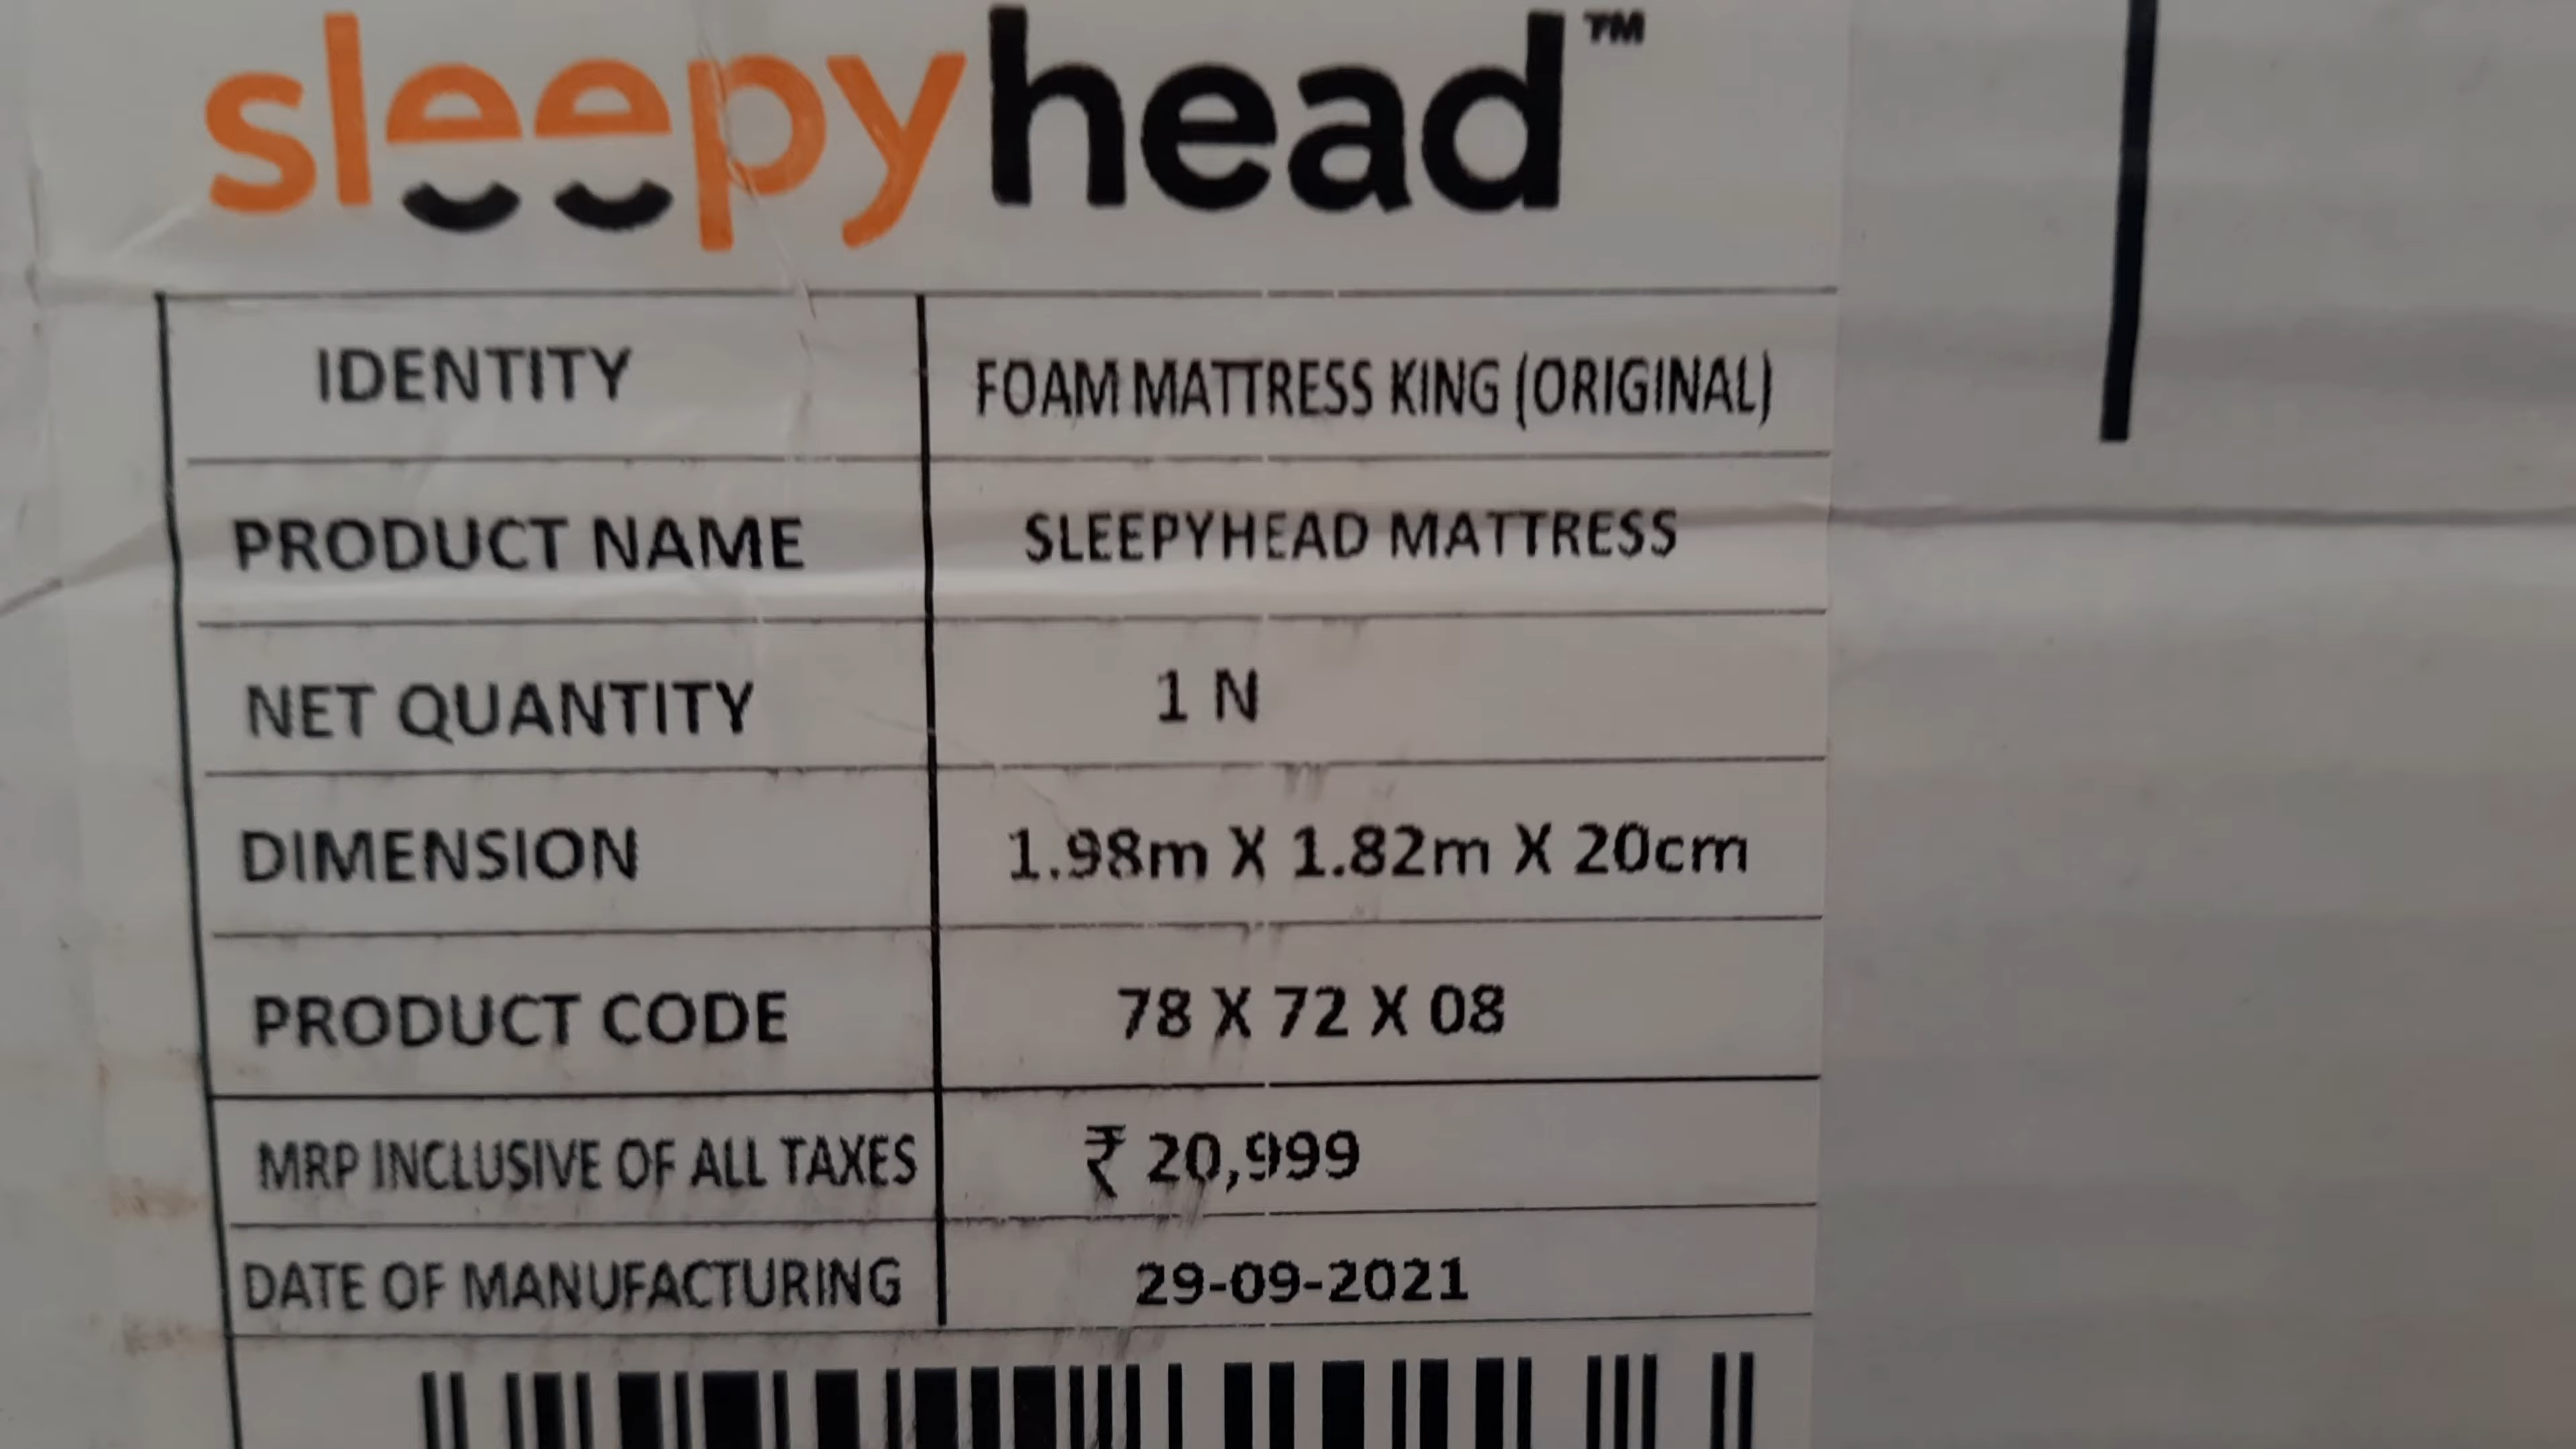 sleepyhead™
IDENTITY FOAM MATTRESS KING (ORIGINAL)
PRODUCT NAME SLEEPYHEAD MATTRESS
NET QUANTITY 1 N
DIMENSION 1.98m X 1.82m X 20cm
PRODUCT CODE 78 X 72 X 08
MRP INCLUSIVE OF ALL TAXES ₹ 20,999
DATE OF MANUFACTURING 29-09-2021